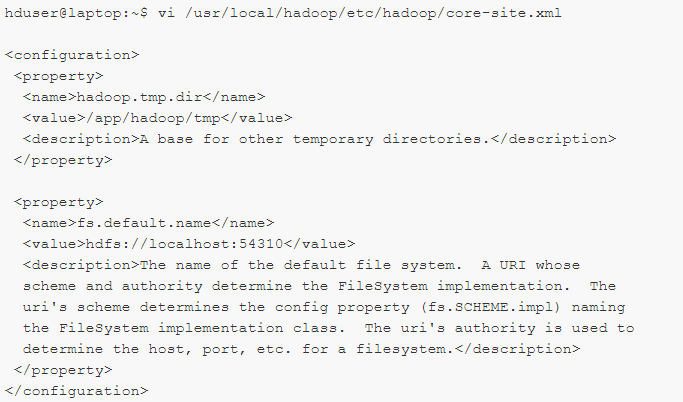 hduser@laptop:~$ vi /usr/local/hadoop/etc/hadoop/core-site.xml
<configuration>
<property>
<name>hadoop.tmp.dir</name>
<value>/app/hadoop/tmp</value>
<description>A base for other temporary directories.</description>
</property>
<property>
<name>fs.default.name</name>
<value>hdfs://localhost:54310</value>
<description>The name of the default file system.  A URI whose
scheme and authority determine the FileSystem implementation.  The
uri's scheme determines the config property (fs.SCHEME.impl) naming
the FileSystem implementation class.  The uri's authority is used to
determine the host, port, etc. for a filesystem.</description>
</property>
</configuration>